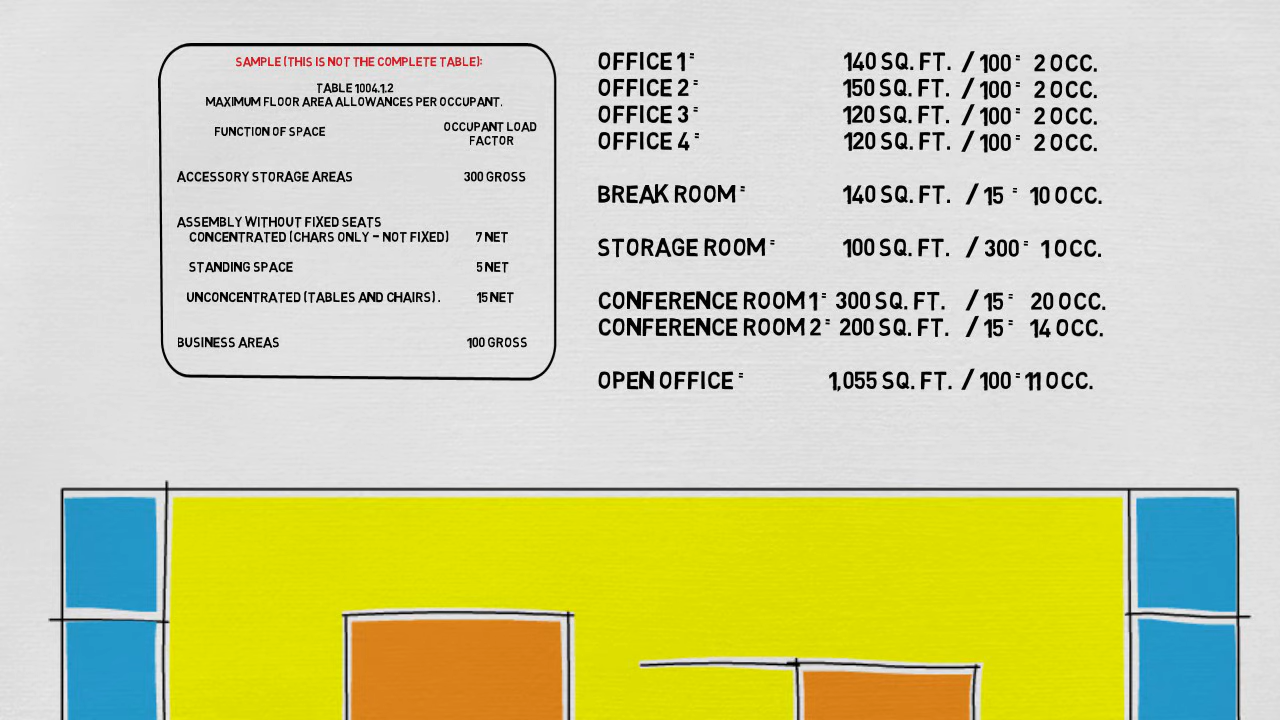 SAMPLE (THIS IS NOT THE COMPLETE TABLE):
TABLE 1004.1.2
MAXIMUM FLOOR AREA ALLOWANCES PER OCCUPANT.
FUNCTION OF SPACE OCCUPANT LOAD FACTOR
ACCESSORY STORAGE AREAS 300 GROSS
ASSEMBLY WITHOUT FIXED SEATS
CONCENTRATED (CHARS ONLY - NOT FIXED) 7 NET
STANDING SPACE 5 NET
UNCONCENTRATED (TABLES AND CHAIRS). 15 NET
BUSINESS AREAS 100 GROSS
OFFICE 1 = 140 SQ. FT. / 100 = 2 OCC.
OFFICE 2 = 150 SQ. FT. / 100 = 2 OCC.
OFFICE 3 = 120 SQ. FT. / 100 = 2 OCC.
OFFICE 4 = 120 SQ. FT. / 100 = 2 OCC.
BREAK ROOM = 140 SQ. FT. / 15 = 10 OCC.
STORAGE ROOM = 100 SQ. FT. / 300 = 1 OCC.
CONFERENCE ROOM 1 = 300 SQ. FT. / 15 = 20 OCC.
CONFERENCE ROOM 2 = 200 SQ. FT. / 15 = 14 OCC.
OPEN OFFICE = 1,055 SQ. FT. / 100 = 11 OCC.